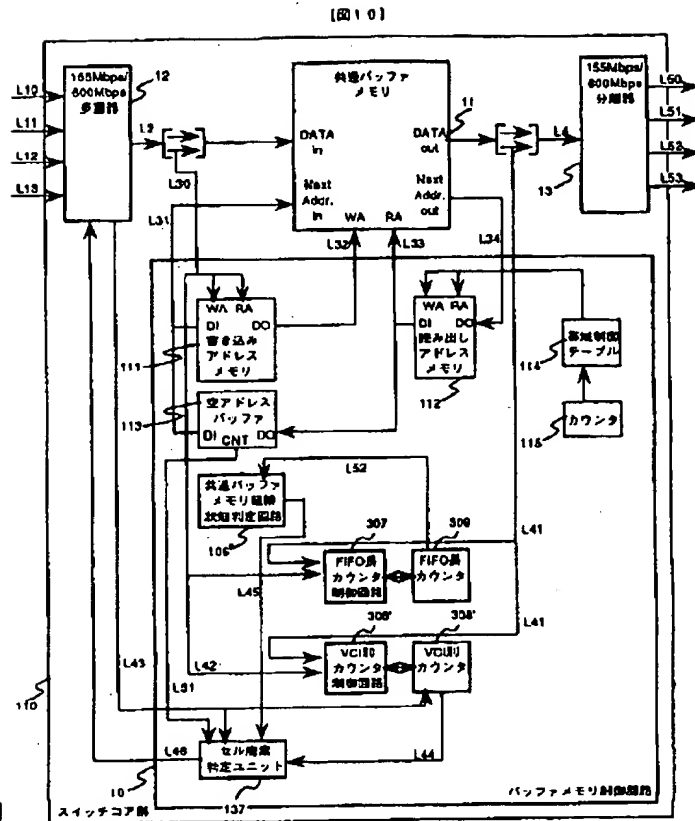 [図10]
L10
L11
L12
L13
155Mbps/
600Mbps
多重器
12
L2
L30
共通バッファ
メモリ
DATA
in
DATA
out
Next
Addr.
in
Next
Addr.
out
WA
RA
11
L4
155Mbps/
600Mbps
分離器
13
L50
L51
L52
L53
L31
L32
L33
L34
WA RA
DI DO
書き込み
アドレス
メモリ
111
WA RA
DI DO
読み出し
アドレス
メモリ
112
帯域制御
テーブル
114
カウンタ
115
空アドレス
バッファ
DI CNT DO
113
共通バッファ
メモリ
状態判定回路
106'
L52
L41
307
FIFO長
カウンタ
制御回路
309
FIFO長
カウンタ
L45
L42
L41
306'
VCI別
カウンタ
制御回路
308'
VCI別
カウンタ
L43
L51
L44
L46
セル廃棄
判定ユニット
137
110
10
スイッチコア部
バッファメモリ制御回路